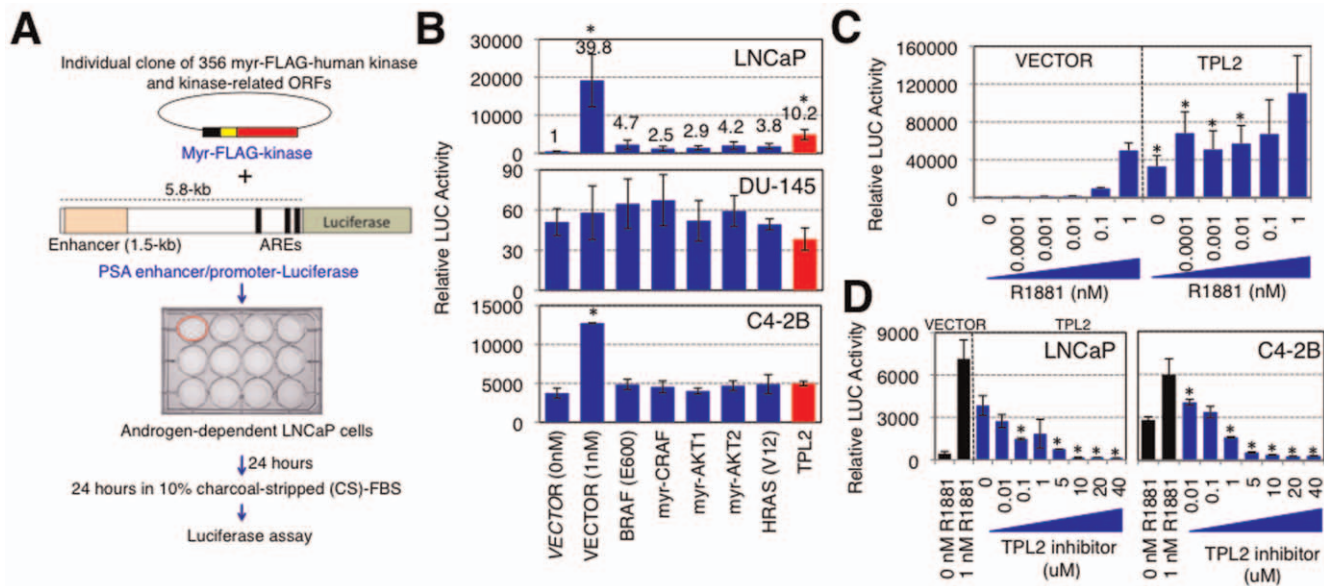 A
Individual clone of 356 myr-FLAG-human kinase
and kinase-related ORFs
Myr-FLAG-kinase
+
5.8-kb
Luciferase
Enhancer (1.5-kb)
AREs
PSA enhancer/promoter-Luciferase
Androgen-dependent LNCaP cells
24 hours
24 hours in 10% charcoal-stripped (CS)-FBS
Luciferase assay
B
Relative LUC Activity
30000
20000
10000
0
LNCaP
1
*
39.8
4.7
2.5
2.9
4.2
3.8
*
10.2
90
60
30
0
DU-145
15000
10000
5000
0
C4-2B
*
VECTOR (0nM)
VECTOR (1nM)
BRAF (E600)
myr-CRAF
myr-AKT1
myr-AKT2
HRAS (V12)
TPL2
C
Relative LUC Activity
160000
120000
80000
40000
0
VECTOR
TPL2
* * * *
0 0.0001 0.001 0.01 0.1 1
0 0.0001 0.001 0.01 0.1 1
R1881 (nM)
R1881 (nM)
D
Relative LUC Activity
9000
6000
3000
0
VECTOR
TPL2
LNCaP
* * * * *
0 nM R1881
1 nM R1881
0 0.01 0.1 1 5 10 20 40
TPL2 inhibitor
(uM)
C4-2B
* * * * * *
0 nM R1881
1 nM R1881
0.01 0.1 1 5 10 20 40
TPL2 inhibitor
(uM)